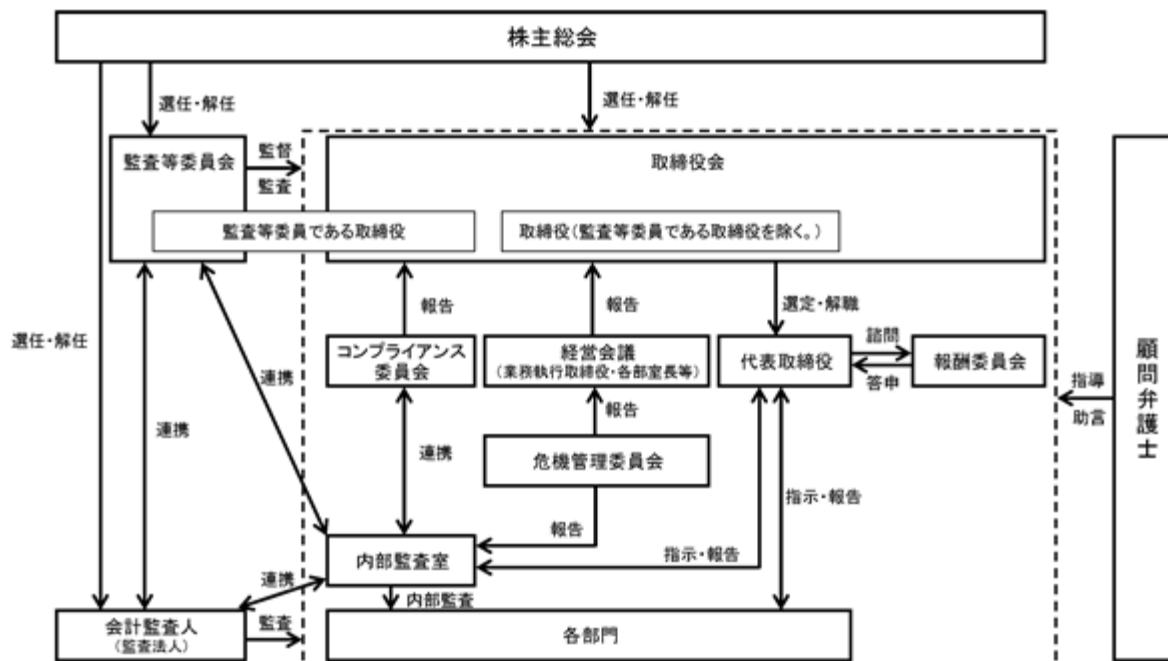 株主総会
選任・解任
選任・解任
監査等委員会
監督
監査
取締役会
監査等委員である取締役
取締役(監査等委員である取締役を除く。)
選任・解任
報告
報告
選定・解職
コンプライアンス
委員会
経営会議
(業務執行取締役・各部室長等)
代表取締役
諮問
答申
報酬委員会
顧問弁護士
指導
助言
連携
連携
連携
報告
危機管理委員会
指示・報告
報告
内部監査室
指示・報告
連携
内部監査
会計監査人
(監査法人)
監査
各部門